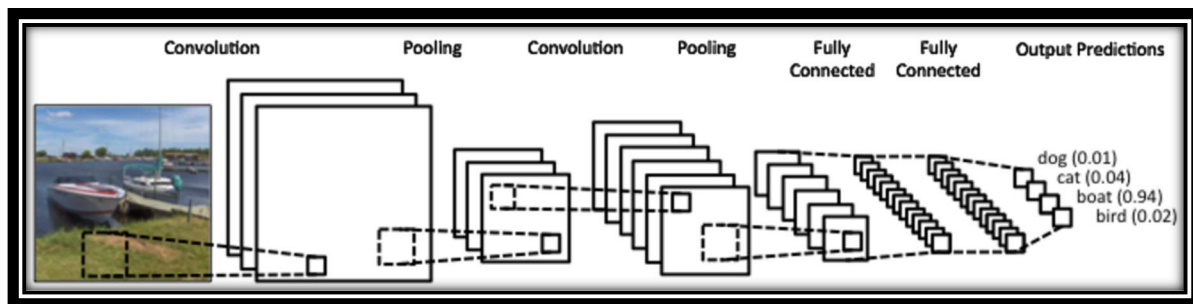 Convolution
Pooling
Convolution
Pooling
Fully
Connected
Fully
Connected
Output Predictions
dog (0.01)
cat (0.04)
boat (0.94)
bird (0.02)